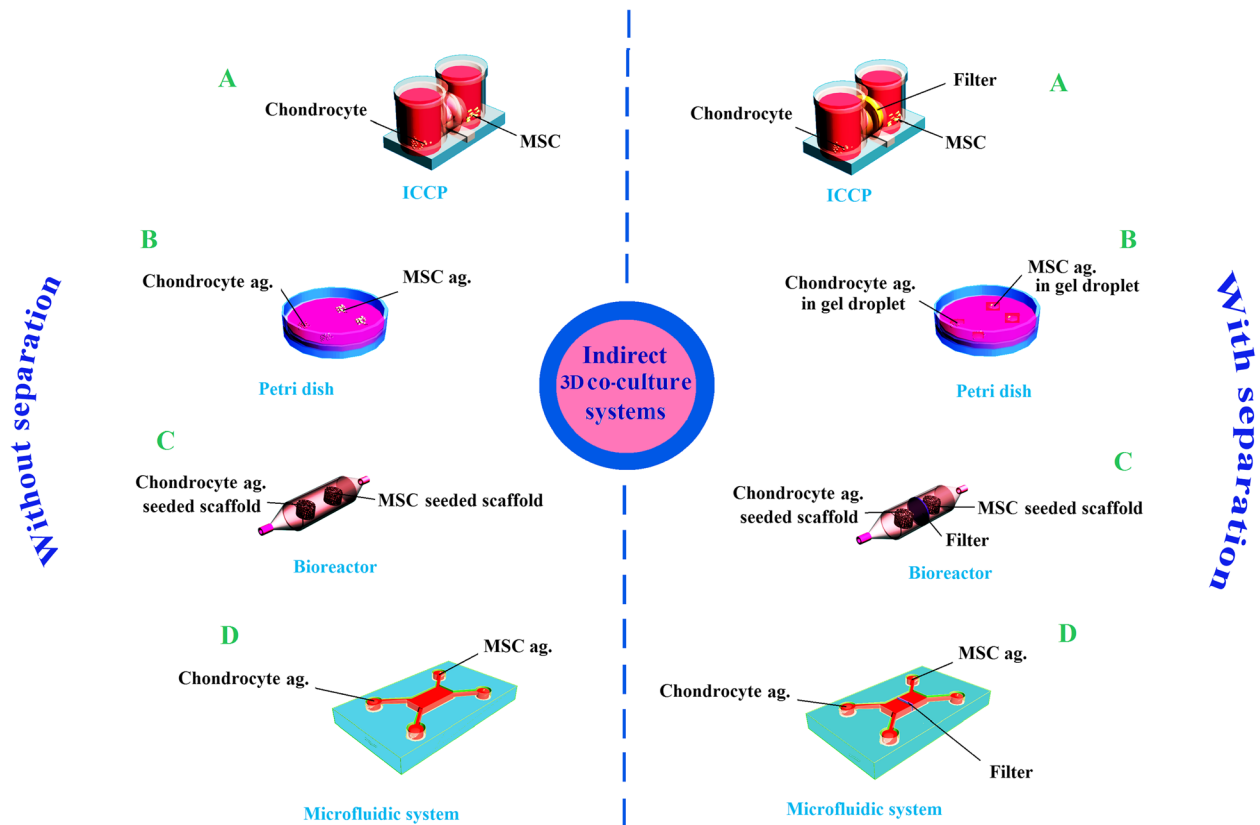 A
Chondrocyte
MSC
ICCP
B
Chondrocyte ag.
MSC ag.
Petri dish
Without separation
C
Chondrocyte ag.
seeded scaffold
MSC seeded scaffold
Bioreactor
D
MSC ag.
Chondrocyte ag.
Microfluidic system
Indirect
3D co-culture
systems
A
Filter
Chondrocyte
MSC
ICCP
B
Chondrocyte ag.
in gel droplet
MSC ag.
in gel droplet
Petri dish
With separation
C
Chondrocyte ag.
seeded scaffold
MSC seeded scaffold
Filter
Bioreactor
D
MSC ag.
Chondrocyte ag.
Filter
Microfluidic system